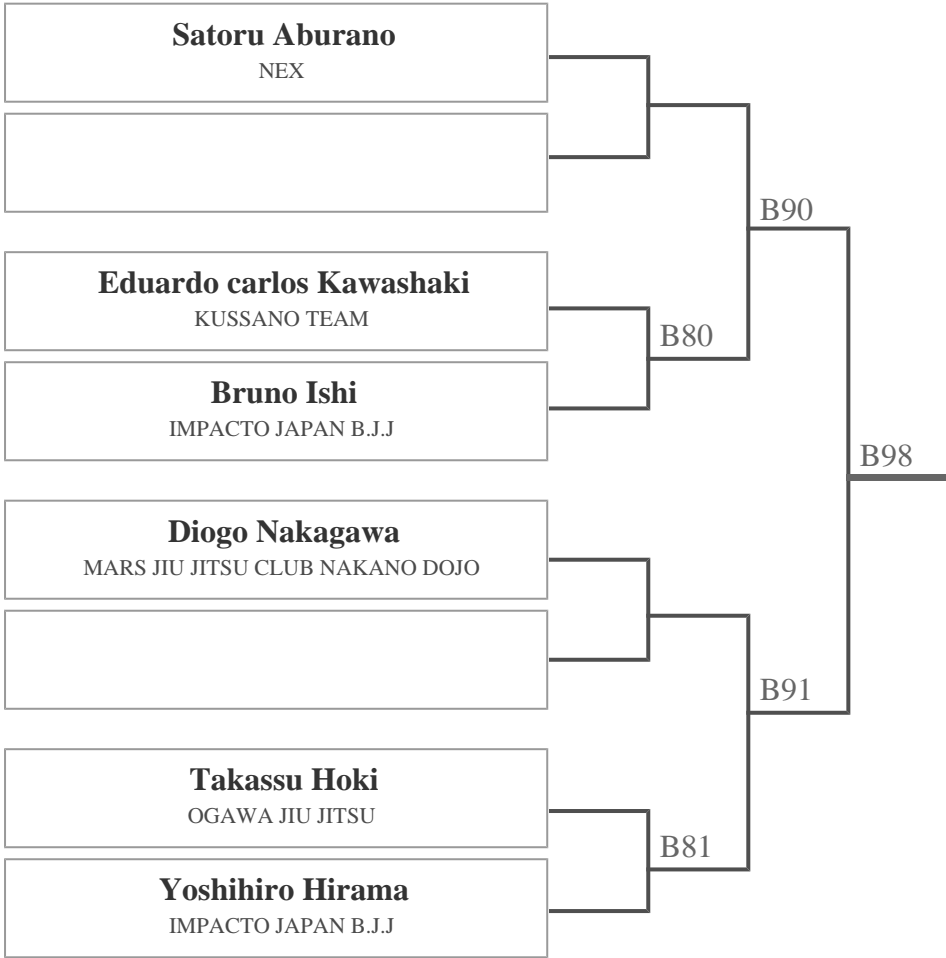 Satoru Aburano
NEX
B90
Eduardo carlos Kawashaki
KUSSANO TEAM
B80
Bruno Ishi
IMPACTO JAPAN B.J.J
B98
Diogo Nakagawa
MARS JIU JITSU CLUB NAKANO DOJO
B91
Takassu Hoki
OGAWA JIU JITSU
B81
Yoshihiro Hirama
IMPACTO JAPAN B.J.J